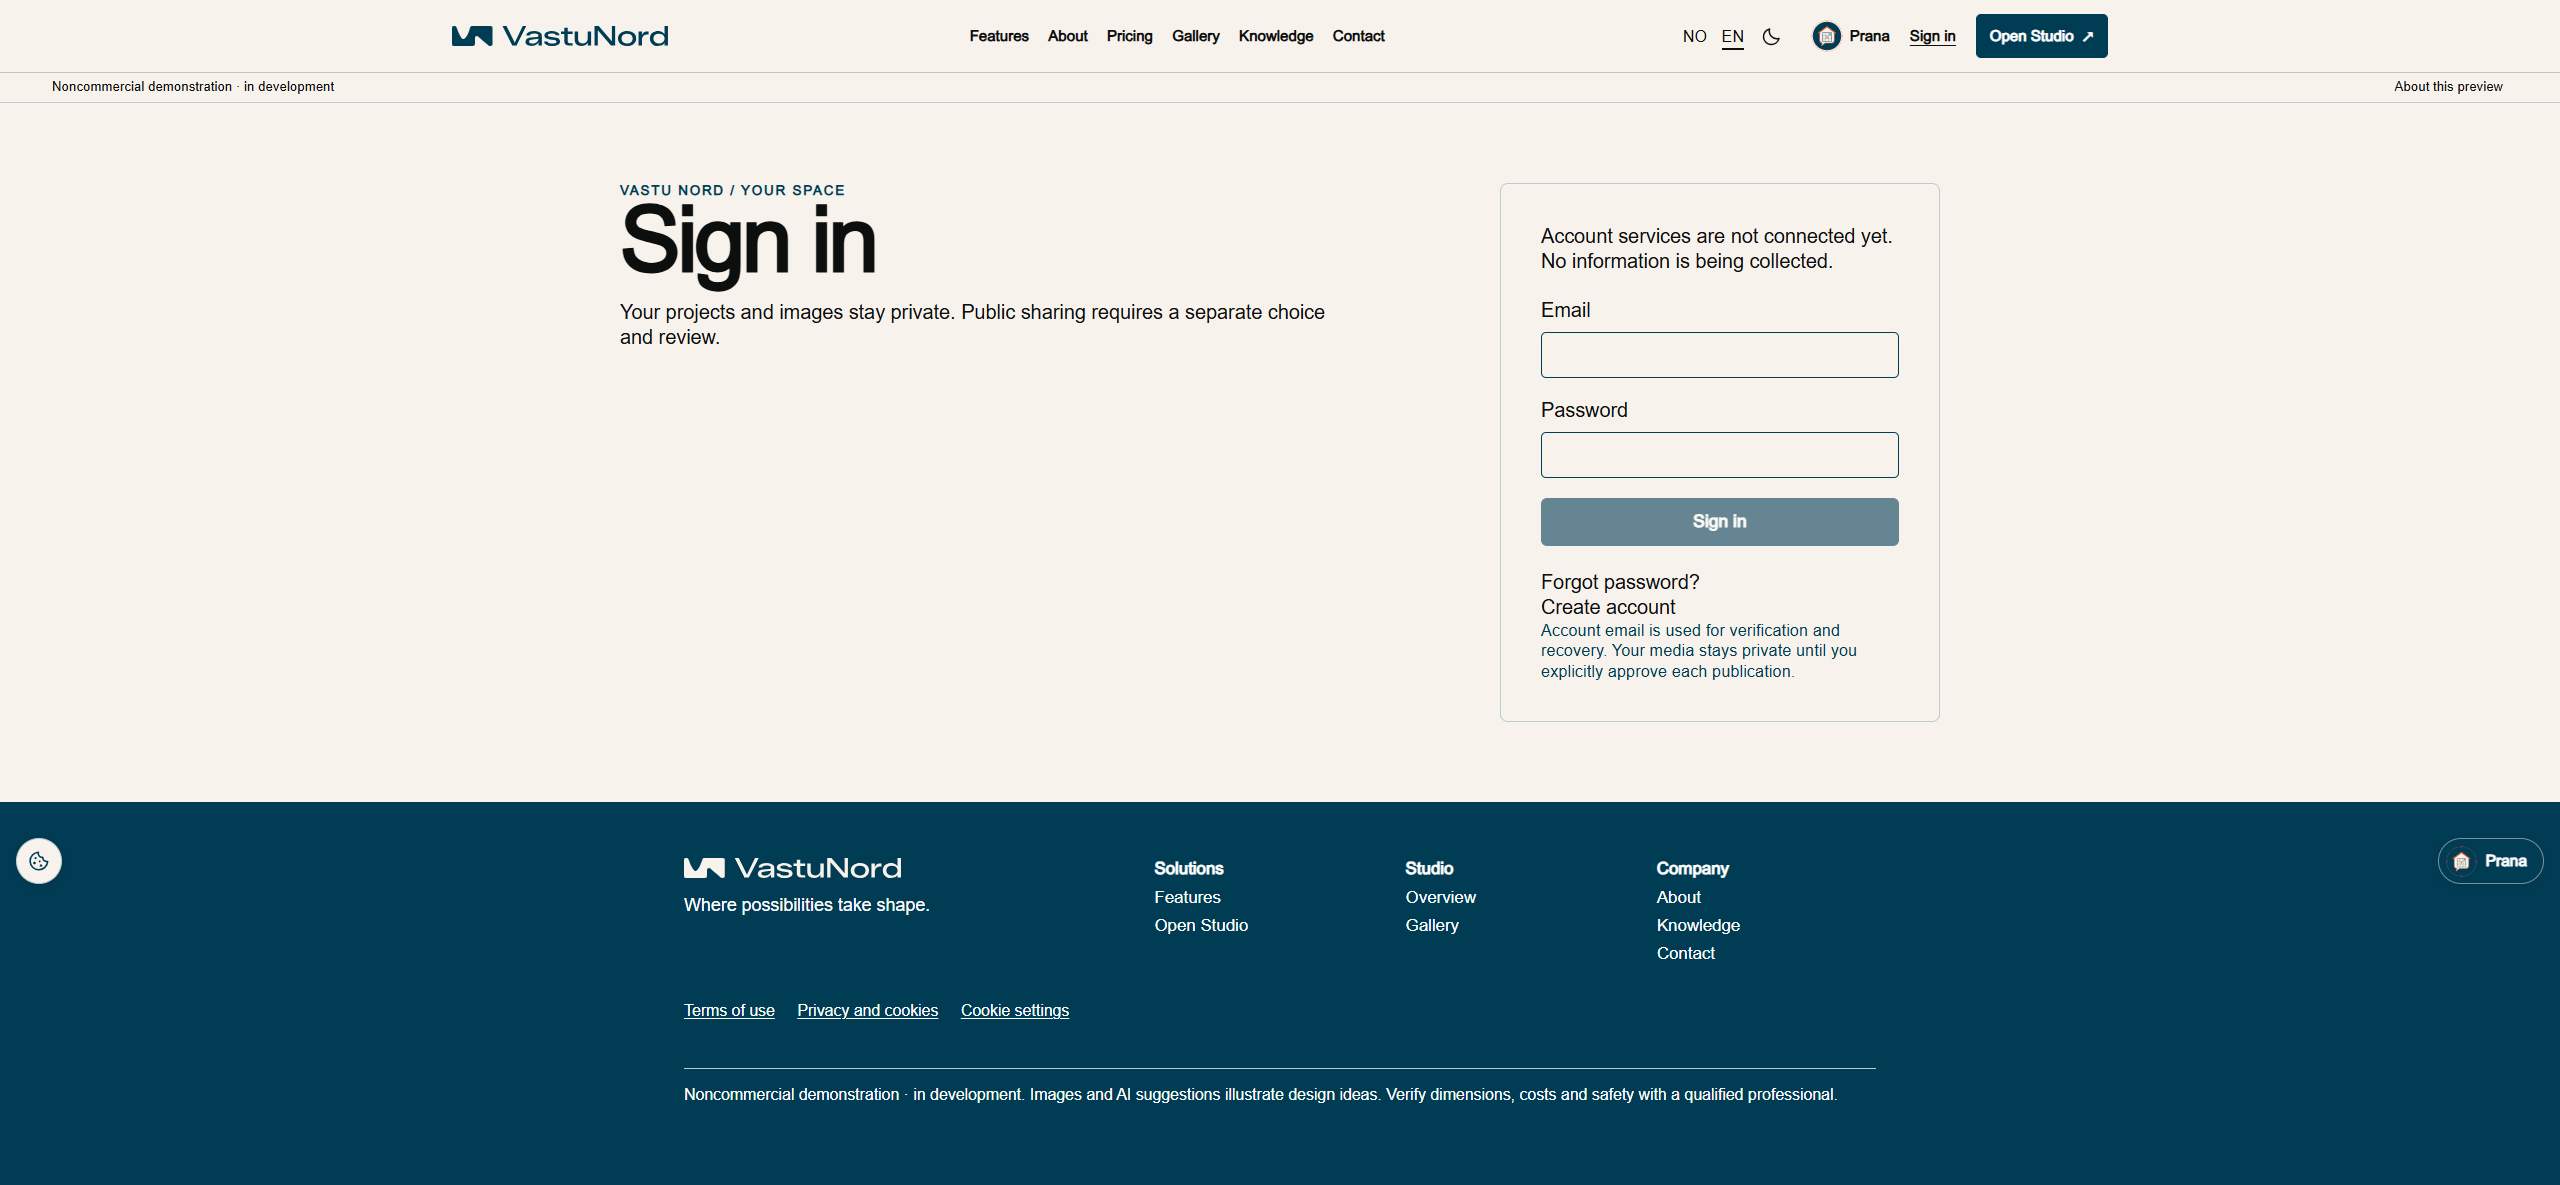 VastuNord
Features About Pricing Gallery Knowledge Contact
NO EN Prana Sign in Open Studio ↗
Noncommercial demonstration · in development
About this preview
VASTU NORD / YOUR SPACE
Sign in
Your projects and images stay private. Public sharing requires a separate choice
and review.
Account services are not connected yet.
No information is being collected.
Email
Password
Sign in
Forgot password?
Create account
Account email is used for verification and
recovery. Your media stays private until you
explicitly approve each publication.
VastuNord
Where possibilities take shape.
Solutions
Features
Open Studio
Studio
Overview
Gallery
Company
About
Knowledge
Contact
Prana
Terms of use Privacy and cookies Cookie settings
Noncommercial demonstration · in development. Images and AI suggestions illustrate design ideas. Verify dimensions, costs and safety with a qualified professional.